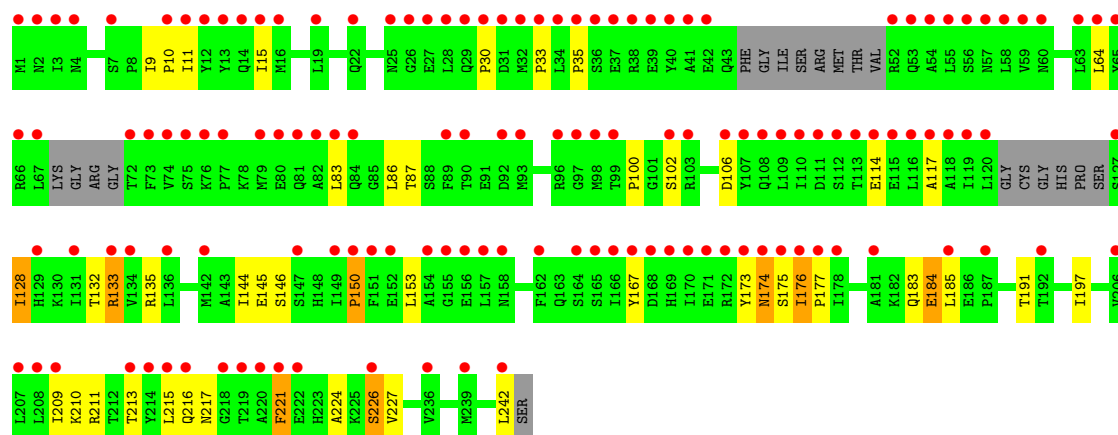 M1 N2 I3 N4 S7 P8 I9 P10 I11 Y12 Y13 Q14 I15 M16 L19 Q22 N25 G26 E27 L28 Q29 P30 D31 M32 P33 L34 P35 S36 E37 R38 E39 Y40 A41 E42 Q43 PHE GLY ILE SER ARG MET THR VAL R52 Q53 A54 L55 S56 N57 L58 V59 N60 L63 L64 Y65
R66 L67 LYS GLY ARG GLY T72 F73 V74 S75 K76 P77 K78 M79 E80 Q81 A82 L83 Q84 G85 L86 T87 S88 F89 T90 E91 D92 M93 R96 G97 M98 T99 P100 G101 S102 R103 D106 Y107 Q108 L109 I110 D111 S112 T113 E114 E115 L116 A117 A118 I119 L120 GLY CYS GLY HIS PRO SER S127
I128 H129 K130 I131 T132 R133 V134 R135 L136 M142 A143 I144 E145 S146 S147 H148 I149 P150 F151 E152 L153 A154 G155 E156 L157 N158 F162 Q163 S164 S165 I166 Y167 D168 H169 I170 E171 R172 Y173 N174 S175 I176 P177 I178 A181 K182 Q183 E184 L185 E186 P187 T191 T192 I197 V206
L207 L208 I209 K210 R211 T212 T213 Y214 L215 Q216 N217 G218 T219 A220 F221 E222 H223 A224 K225 S226 V227 V236 M239 L242 SER